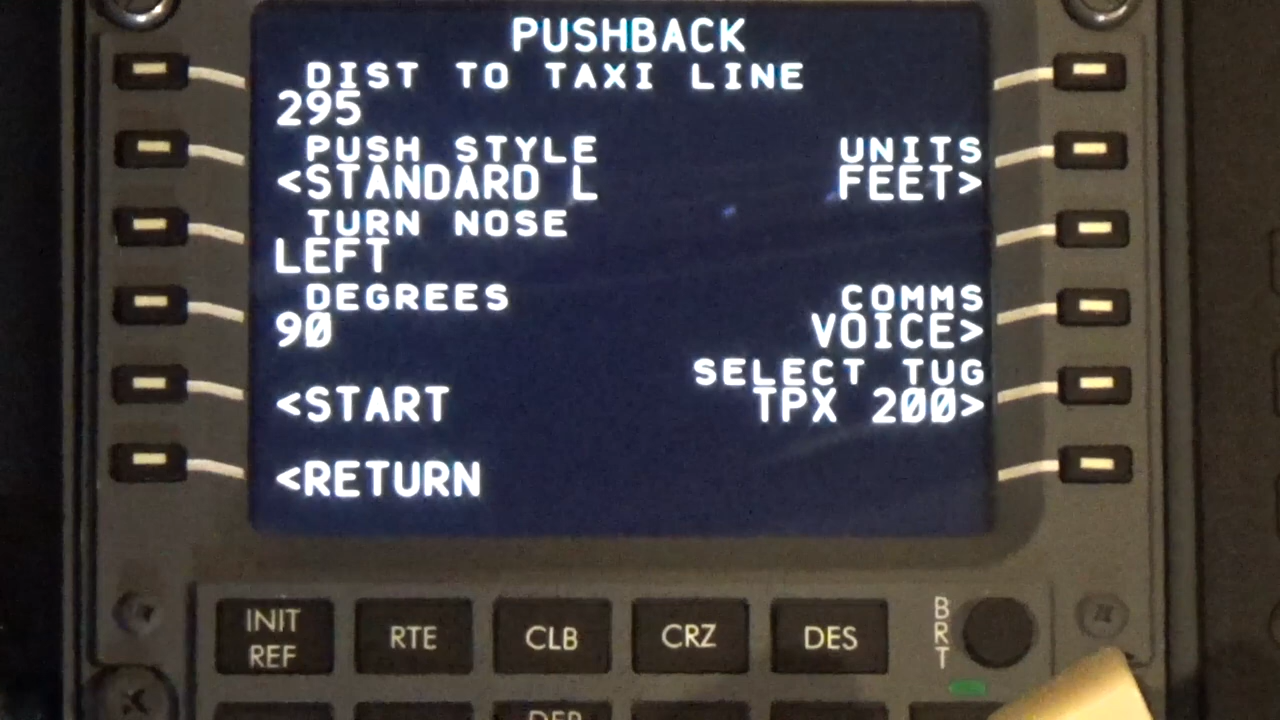 PUSHBACK
DIST TO TAXI LINE
295
PUSH STYLE UNITS
<STANDARD L FEET>
TURN NOSE
LEFT
DEGREES COMMS
90 VOICE>
SELECT TUG
<START TPX 200>
<RETURN
INIT REF RTE CLB CRZ DES BRT